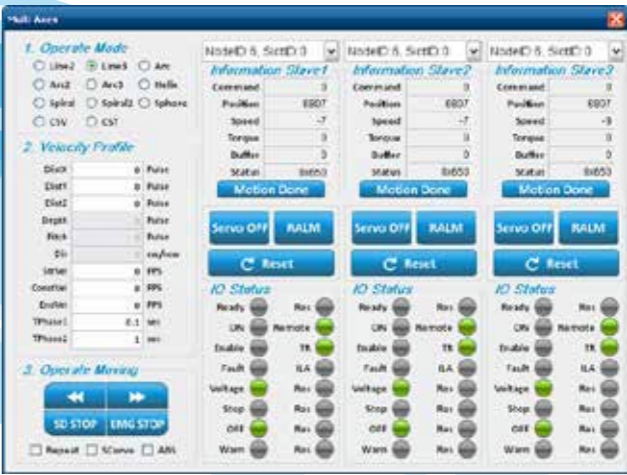 Multi Axes
1. Operate Mode
Line2 Line3 Arc
Arc2 Arc3 Helix
Spiral Spiral2 Sphere
CSV CST
2. Velocity Profile
DistX 0 Pulse
Dist1 0 Pulse
Dist2 0 Pulse
Depth Pulse
Pitch Pulse
Dir
StrVel 0 PPS
ConstVel 0 PPS
EndVel 0 PPS
TPhase1 0.1 sec
TPhase2 1 sec
3. Operate Moving
SD STOP EMG STOP
Repeat SCurve ABS
NodeID:6, SlotID:0
Information Slave1
Command 0
Position 6807
Speed -7
Torque 0
Buffer 0
Status 0x650
Motion Done
Servo OFF RALM
Reset
IO Status
Ready Res
ON Remote
Enable TR
Fault ILA
Voltage Res
Stop Res
OFF Res
Warn Res
NodeID:6, SlotID:0
Information Slave2
Command 0
Position 6807
Speed -7
Torque 0
Buffer 0
Status 0x650
Motion Done
Servo OFF RALM
Reset
IO Status
Ready Res
ON Remote
Enable TR
Fault ILA
Voltage Res
Stop Res
OFF Res
Warn Res
NodeID:6, SlotID:0
Information Slave3
Command 0
Position 6807
Speed
Torque 0
Buffer 0
Status 0x650
Motion Done
Servo OFF RALM
Reset
IO Status
Ready Res
ON Remote
Enable TR
Fault ILA
Voltage Res
Stop Res
OFF Res
Warn Res